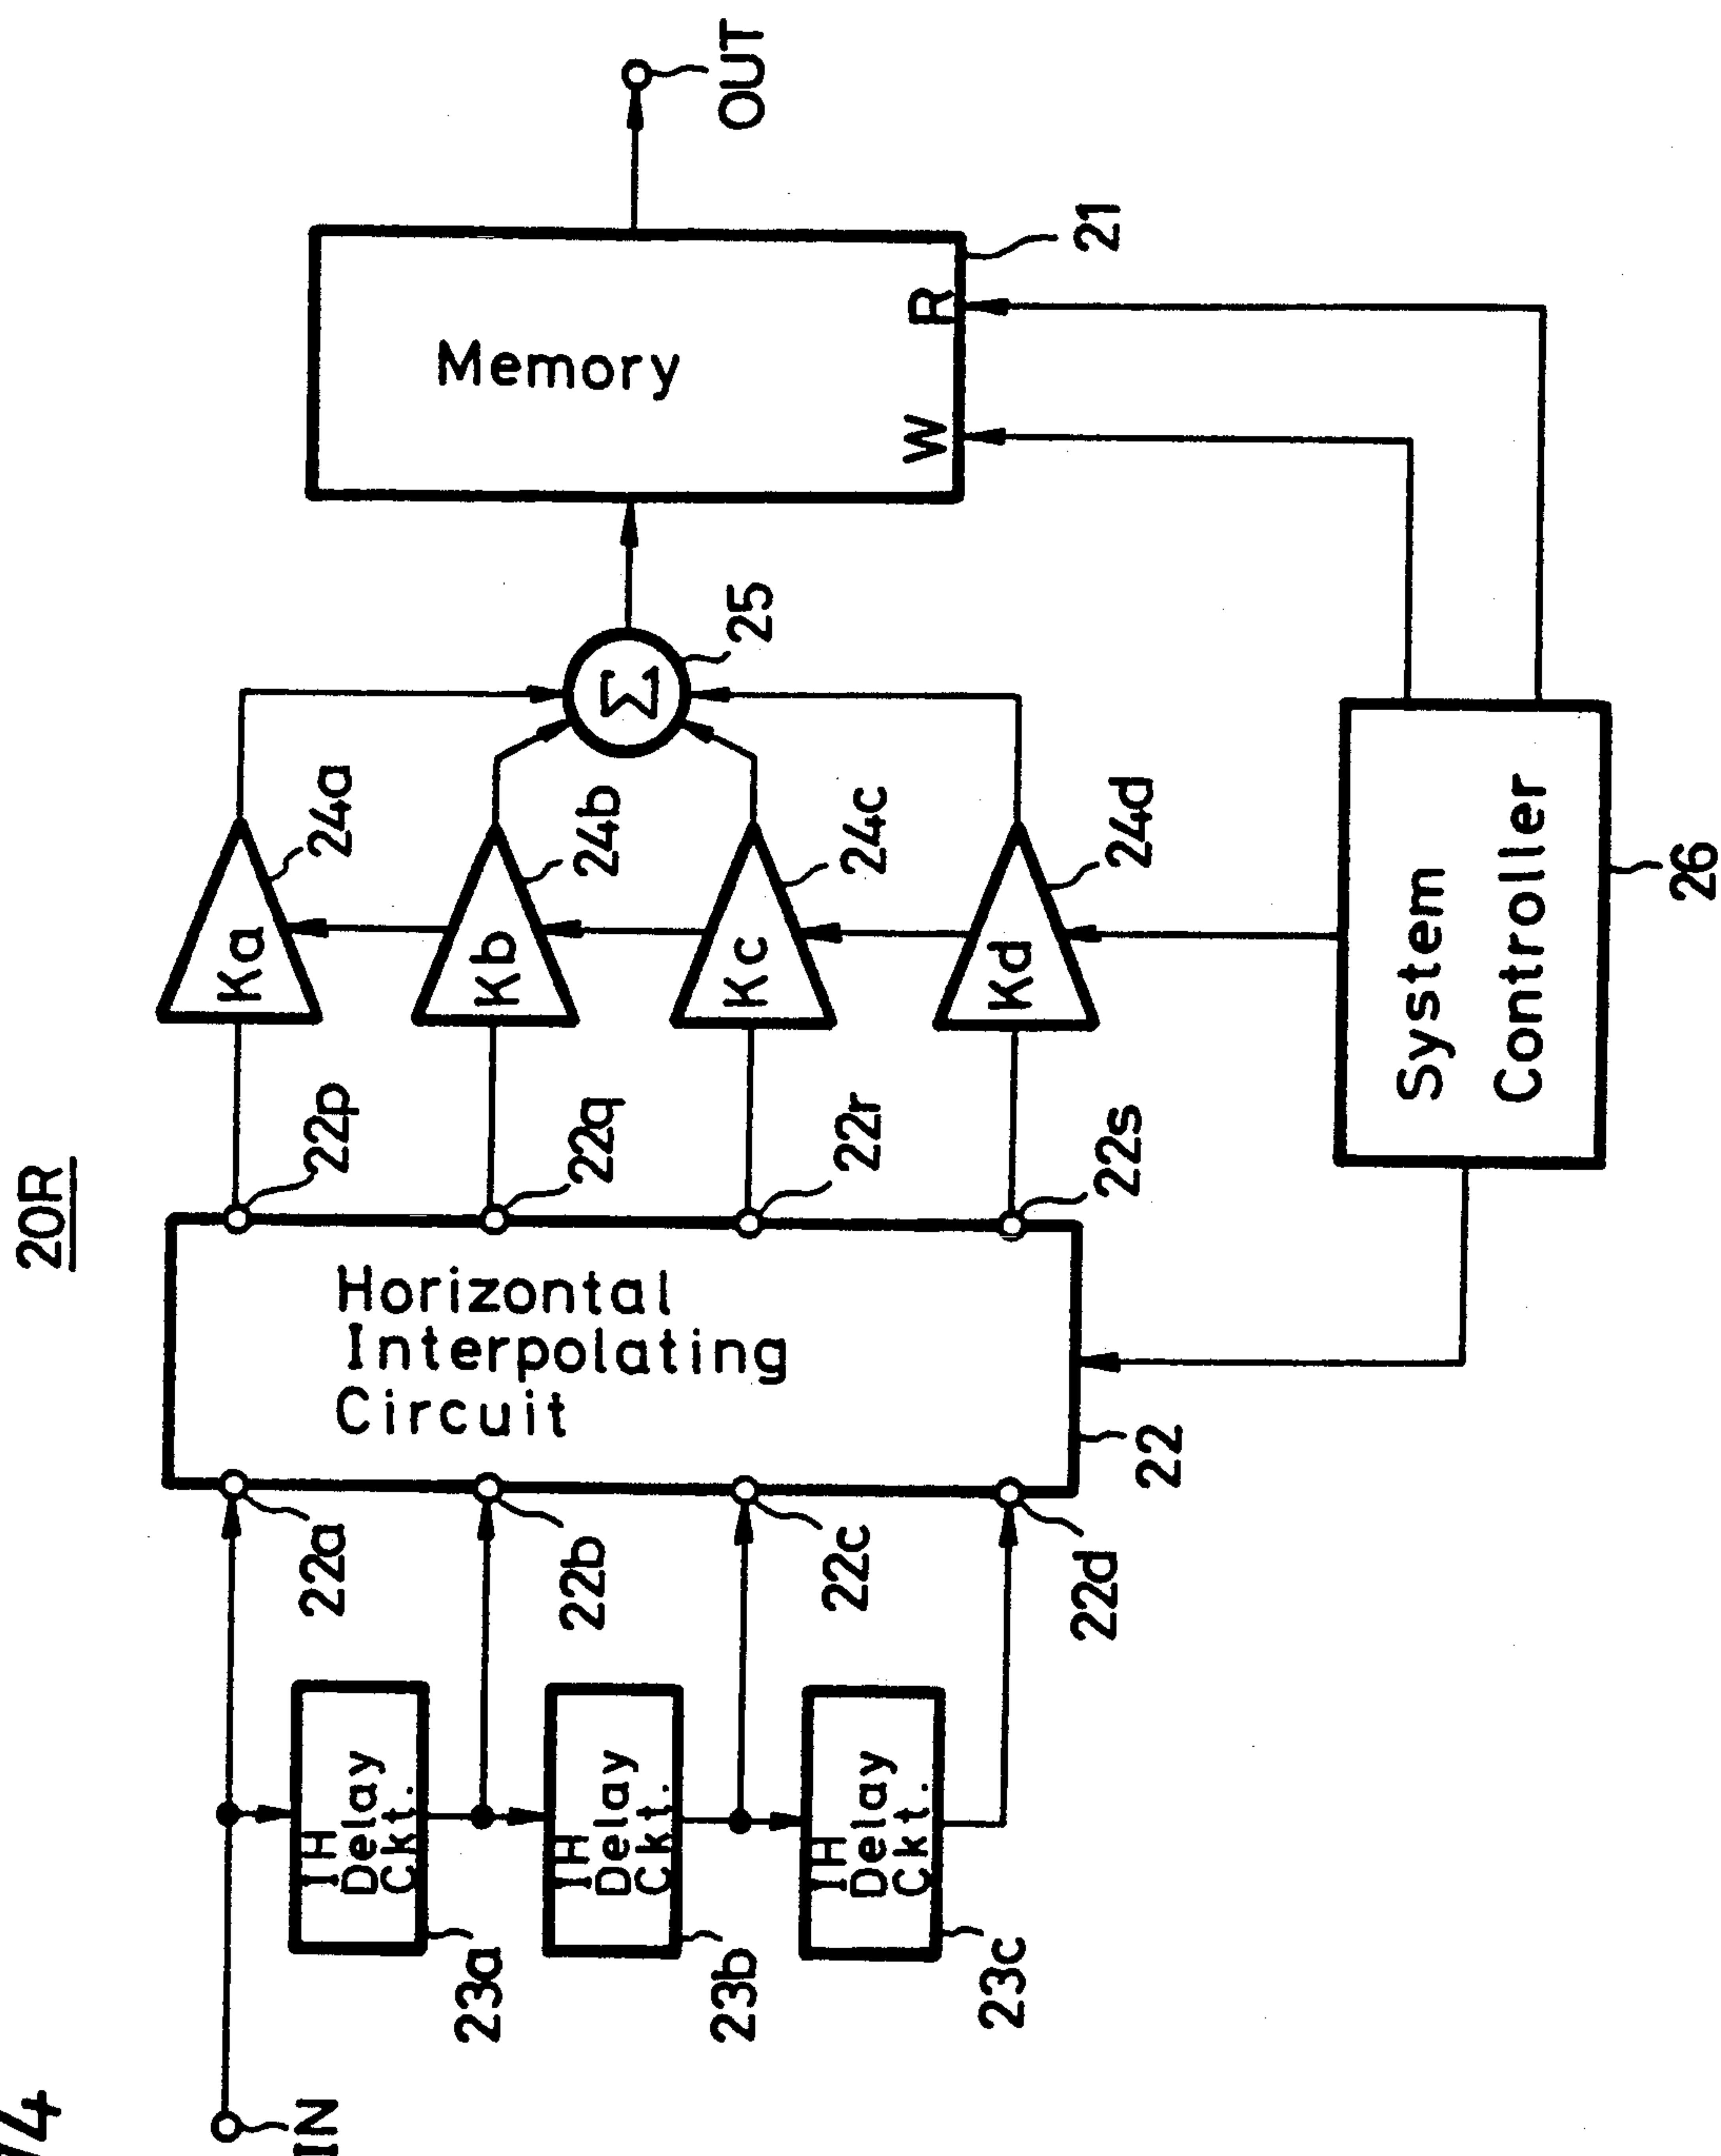 20R
IN
1H
Delay
Ckt.
23a
1H
Delay
Ckt.
23b
1H
Delay
Ckt.
23c
22a
22b
22c
22d
Horizontal
Interpolating
Circuit
22
22p
22q
22r
22s
Ka
24a
Kb
24b
Kc
24c
Kd
24d
Σ
25
Memory
W
R
21
OUT
System
Controller
26